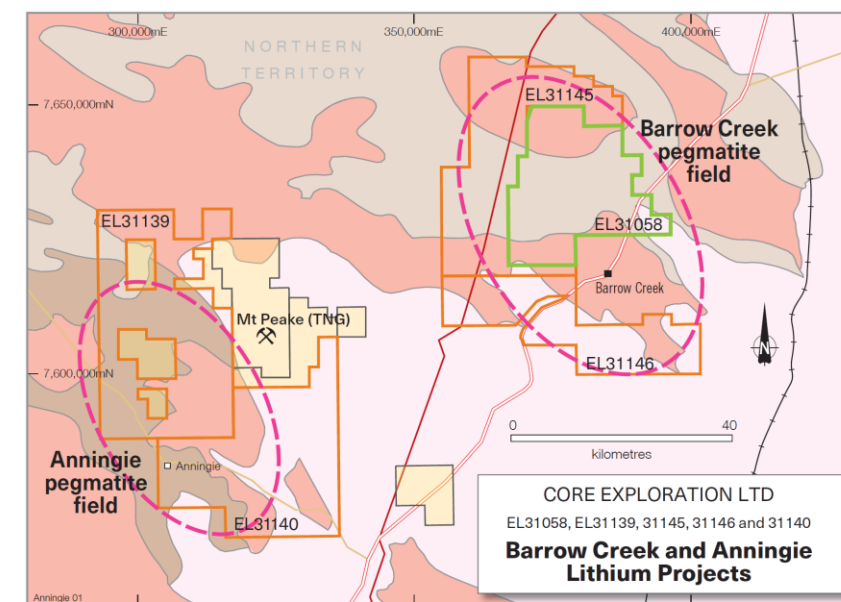 300,000mE
350,000mE
400,000mE
NORTHERN
TERRITORY
7,650,000mN
EL31145
Barrow Creek
pegmatite
field
EL31139
EL31058
Barrow Creek
Mt Peake (TNG)
N
EL31146
7,600,000mN
0
40
kilometres
Anningie
pegmatite
field
Anningie
EL31140
CORE EXPLORATION LTD
EL31058, EL31139, 31145, 31146 and 31140
Barrow Creek and Anningie
Lithium Projects
Anningie 01